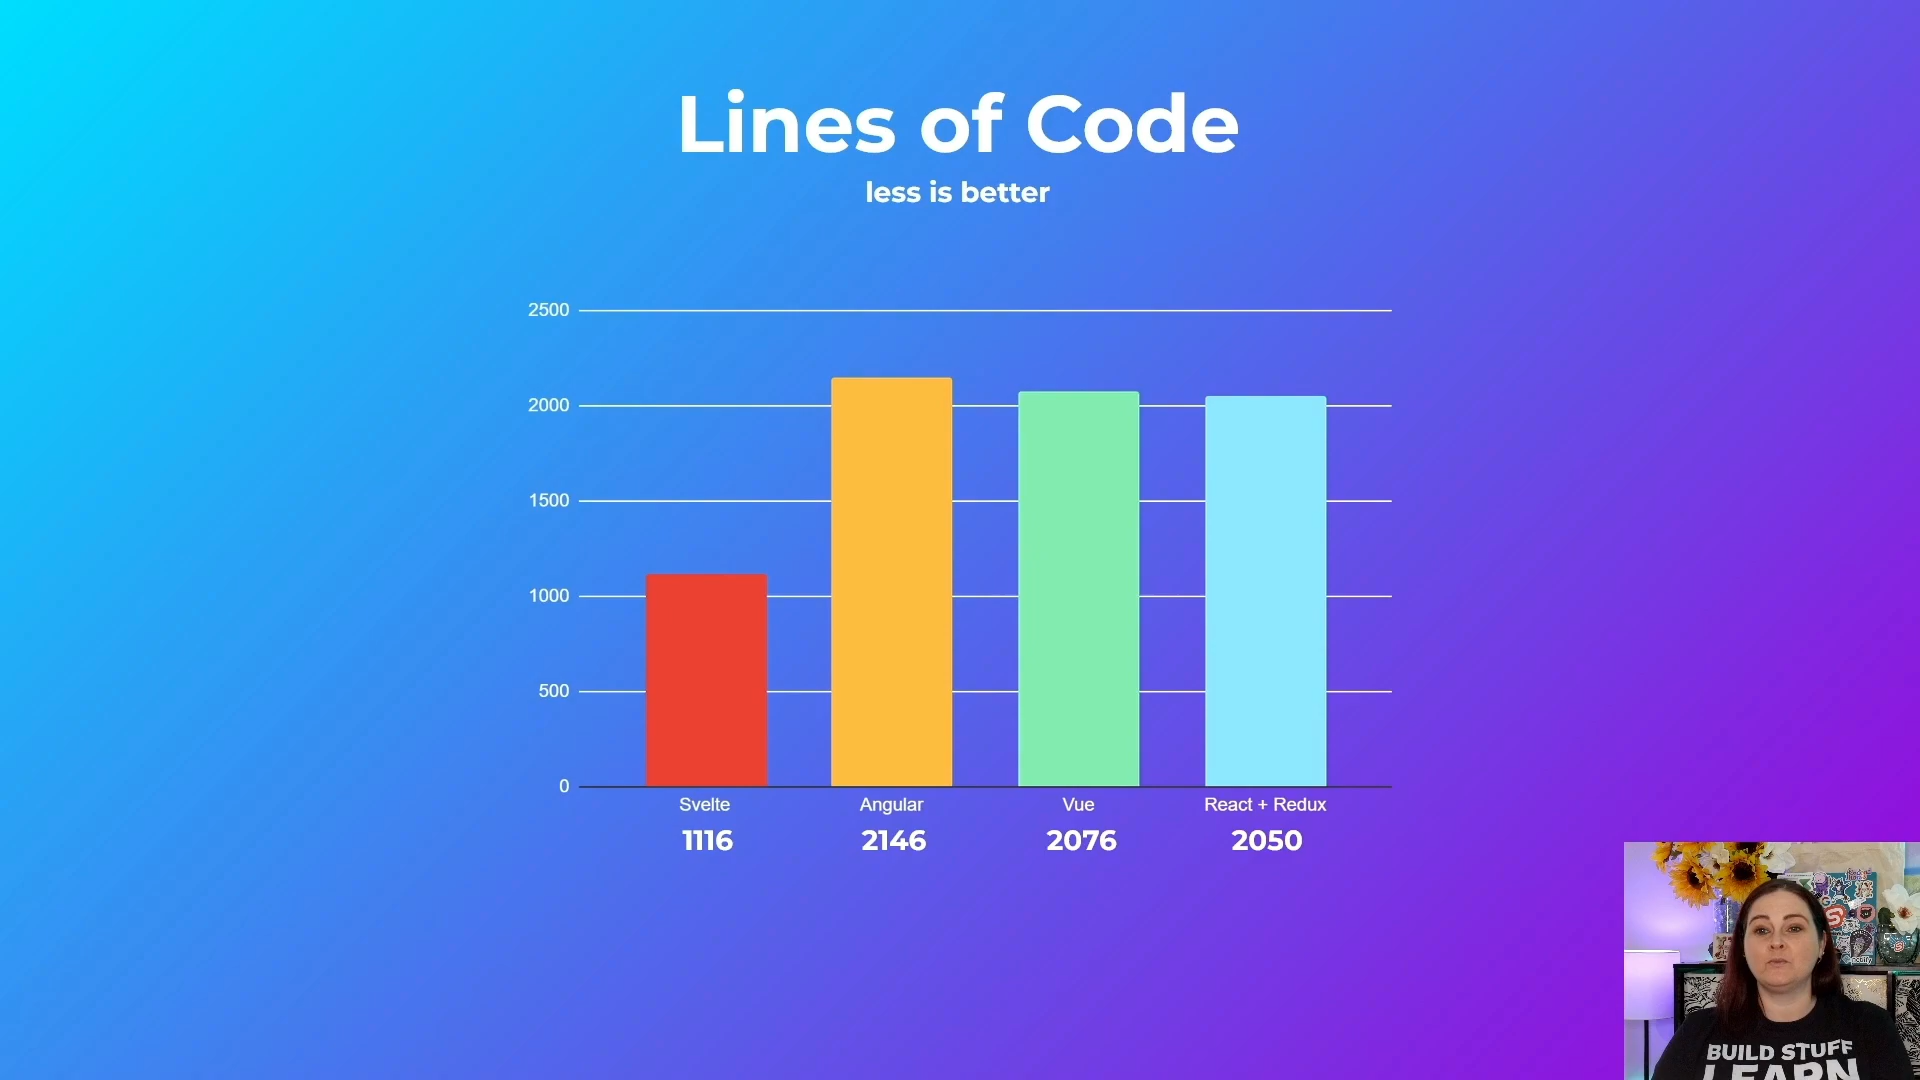 Lines of Code
less is better
2500
2000
1500
1000
500
0
Svelte Angular Vue React + Redux
1116 2146 2076 2050
BUILD STUFF
LEARN